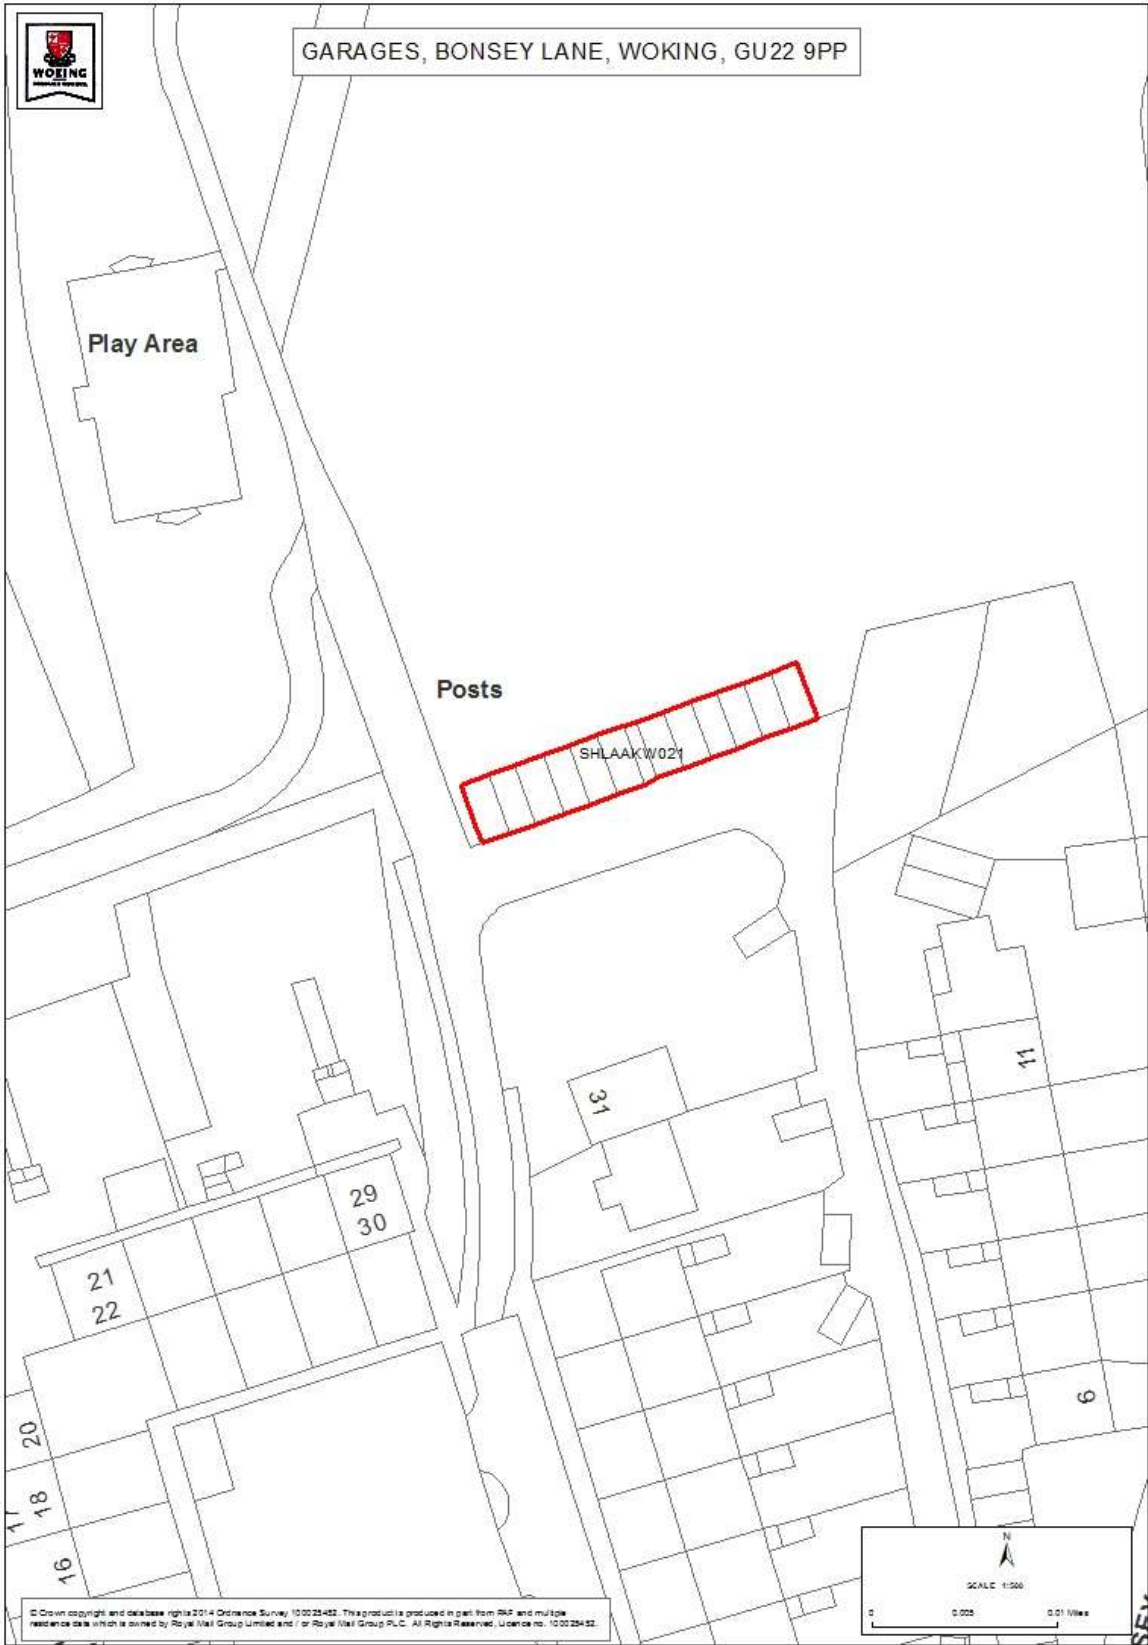 WOKING
GARAGES, BONSEY LANE, WOKING, GU22 9PP
Play Area
Posts
SHLAAKW021
31
11
29
30
21
22
20
18
17
16
6
N
SCALE 1:500
0 0.005 0.01 Miles
© Crown copyright and database rights 2014 Ordnance Survey 100025452. This product is produced in part from PAF and multiple
residence data which is owned by Royal Mail Group Limited and / or Royal Mail Group PLC. All Rights Reserved, Licence no. 100025452.